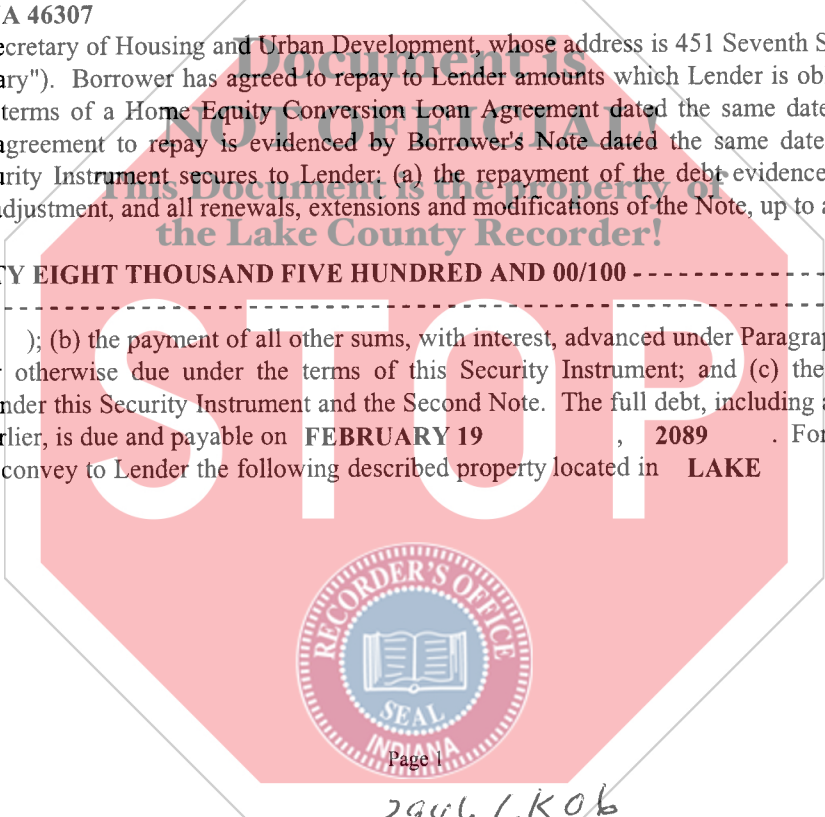 A 46307
ecretary of Housing and Urban Development, whose address is 451 Seventh S
ary"). Borrower has agreed to repay to Lender amounts which Lender is ob
terms of a Home Equity Conversion Loan Agreement dated the same date
agreement to repay is evidenced by Borrower's Note dated the same date
urity Instrument secures to Lender: (a) the repayment of the debt evidence
adjustment, and all renewals, extensions and modifications of the Note, up to a
TY EIGHT THOUSAND FIVE HUNDRED AND 00/100 - - - - - - - - - - - - - -
); (b) the payment of all other sums, with interest, advanced under Paragrap
otherwise due under the terms of this Security Instrument; and (c) the
nder this Security Instrument and the Second Note. The full debt, including a
rlier, is due and payable on FEBRUARY 19 , 2089 . For
convey to Lender the following described property located in LAKE
Document is
NOT OFFICIAL!
This Document is the property of
the Lake County Recorder!
STOP
RECORDER'S OFFICE
SEAL
INDIANA
Page 1